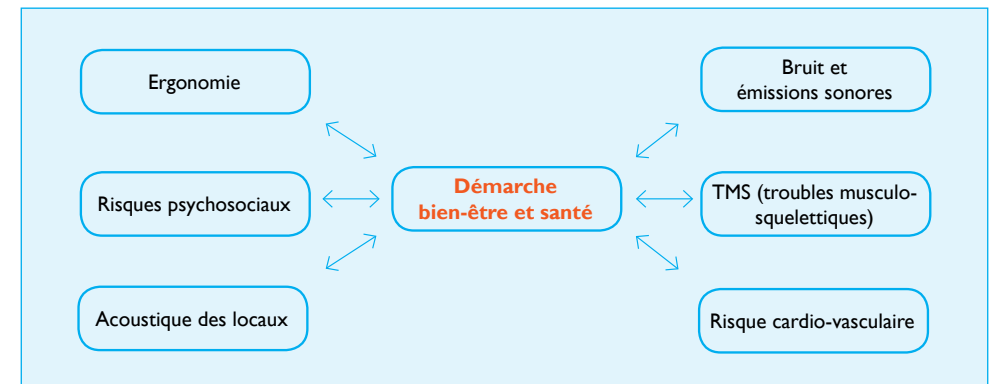 Ergonomie
Bruit et
émissions sonores
Risques psychosociaux
Démarche
bien-être et santé
TMS (troubles musculo-
squelettiques)
Acoustique des locaux
Risque cardio-vasculaire